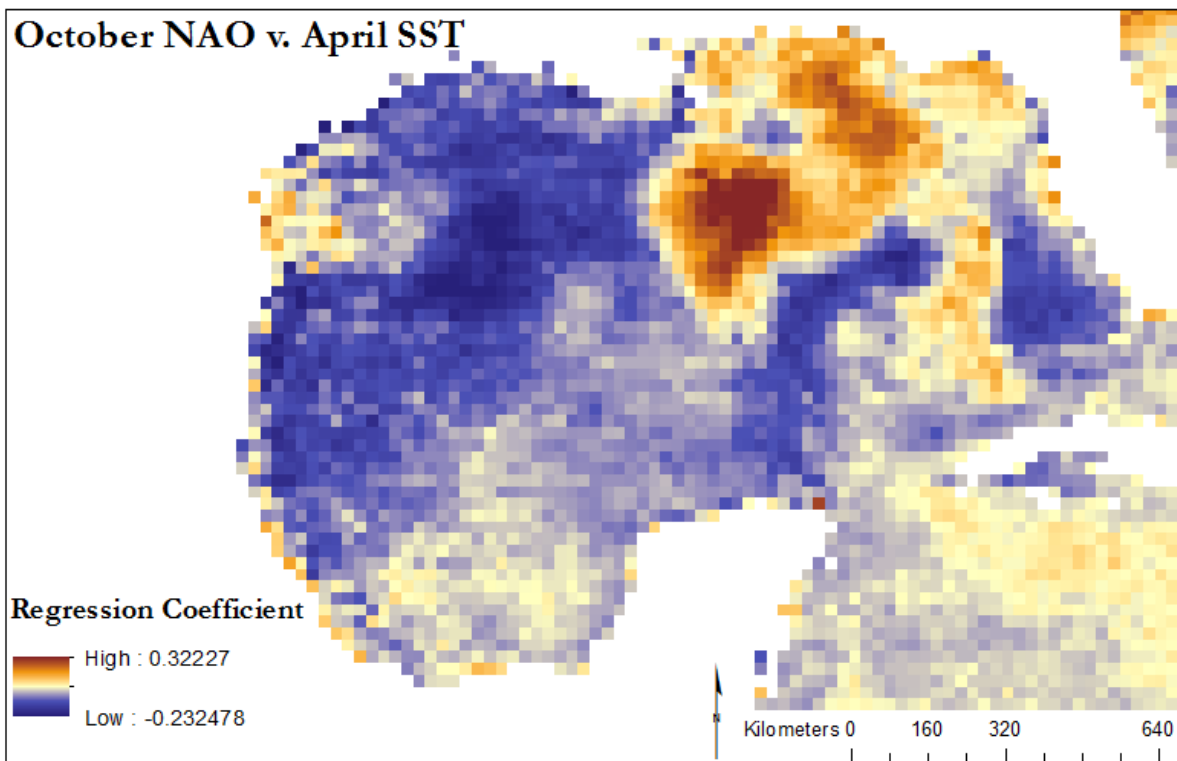 October NAO v. April SST
Regression Coefficient
High : 0.32227
Low : -0.232478
N
Kilometers 0 160 320 640